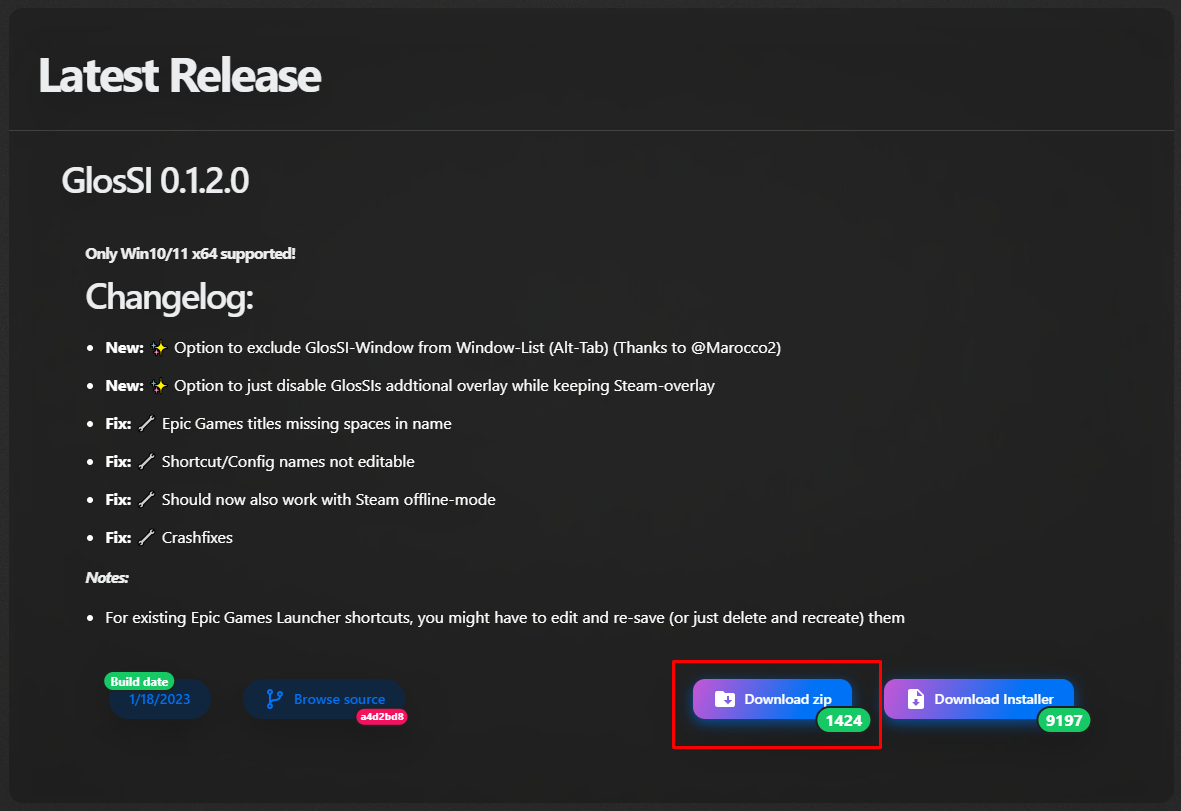 Latest Release
GlosSI 0.1.2.0
Only Win10/11 x64 supported!
Changelog:
• New: ✨ Option to exclude GlosSI-Window from Window-List (Alt-Tab) (Thanks to @Marocco2)
• New: ✨ Option to just disable GlosSIs addtional overlay while keeping Steam-overlay
• Fix: 🔧 Epic Games titles missing spaces in name
• Fix: 🔧 Shortcut/Config names not editable
• Fix: 🔧 Should now also work with Steam offline-mode
• Fix: 🔧 Crashfixes
Notes:
• For existing Epic Games Launcher shortcuts, you might have to edit and re-save (or just delete and recreate) them
Build date
1/18/2023
Browse source
a4d2bd8
Download zip
1424
Download Installer
9197